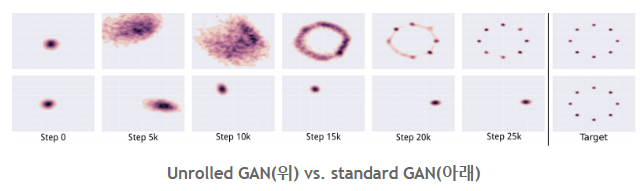 Step 0 Step 5k Step 10k Step 15k Step 20k Step 25k Target
Unrolled GAN(위) vs. standard GAN(아래)